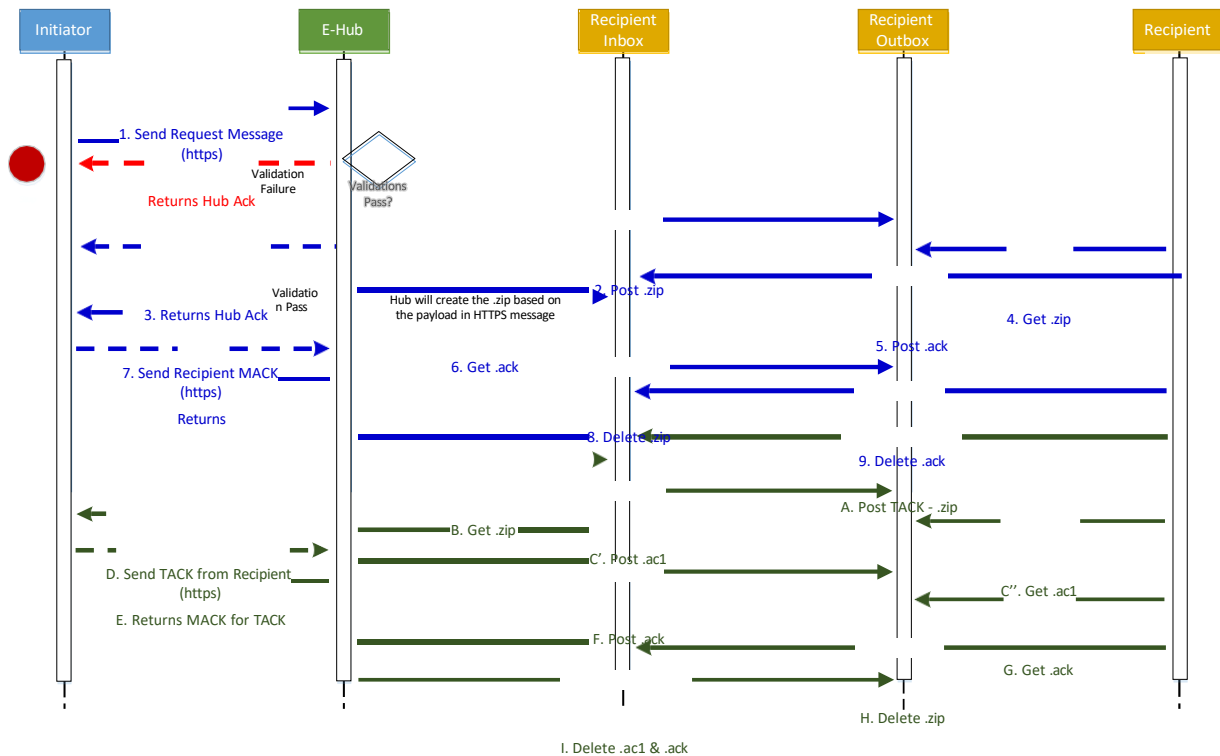 Initiator
E-Hub
Recipient
Inbox
Recipient
Outbox
Recipient
1. Send Request Message
(https)
Validation
Failure
Validations
Pass?
Returns Hub Ack
2. Post .zip
Validatio
n Pass
Hub will create the .zip based on
the payload in HTTPS message
3. Returns Hub Ack
4. Get .zip
5. Post .ack
6. Get .ack
7. Send Recipient MACK
(https)
Returns
8. Delete .zip
9. Delete .ack
A. Post TACK - .zip
B. Get .zip
C'. Post .ac1
D. Send TACK from Recipient
(https)
C’’. Get .ac1
E. Returns MACK for TACK
F. Post .ack
G. Get .ack
H. Delete .zip
I. Delete .ac1 & .ack